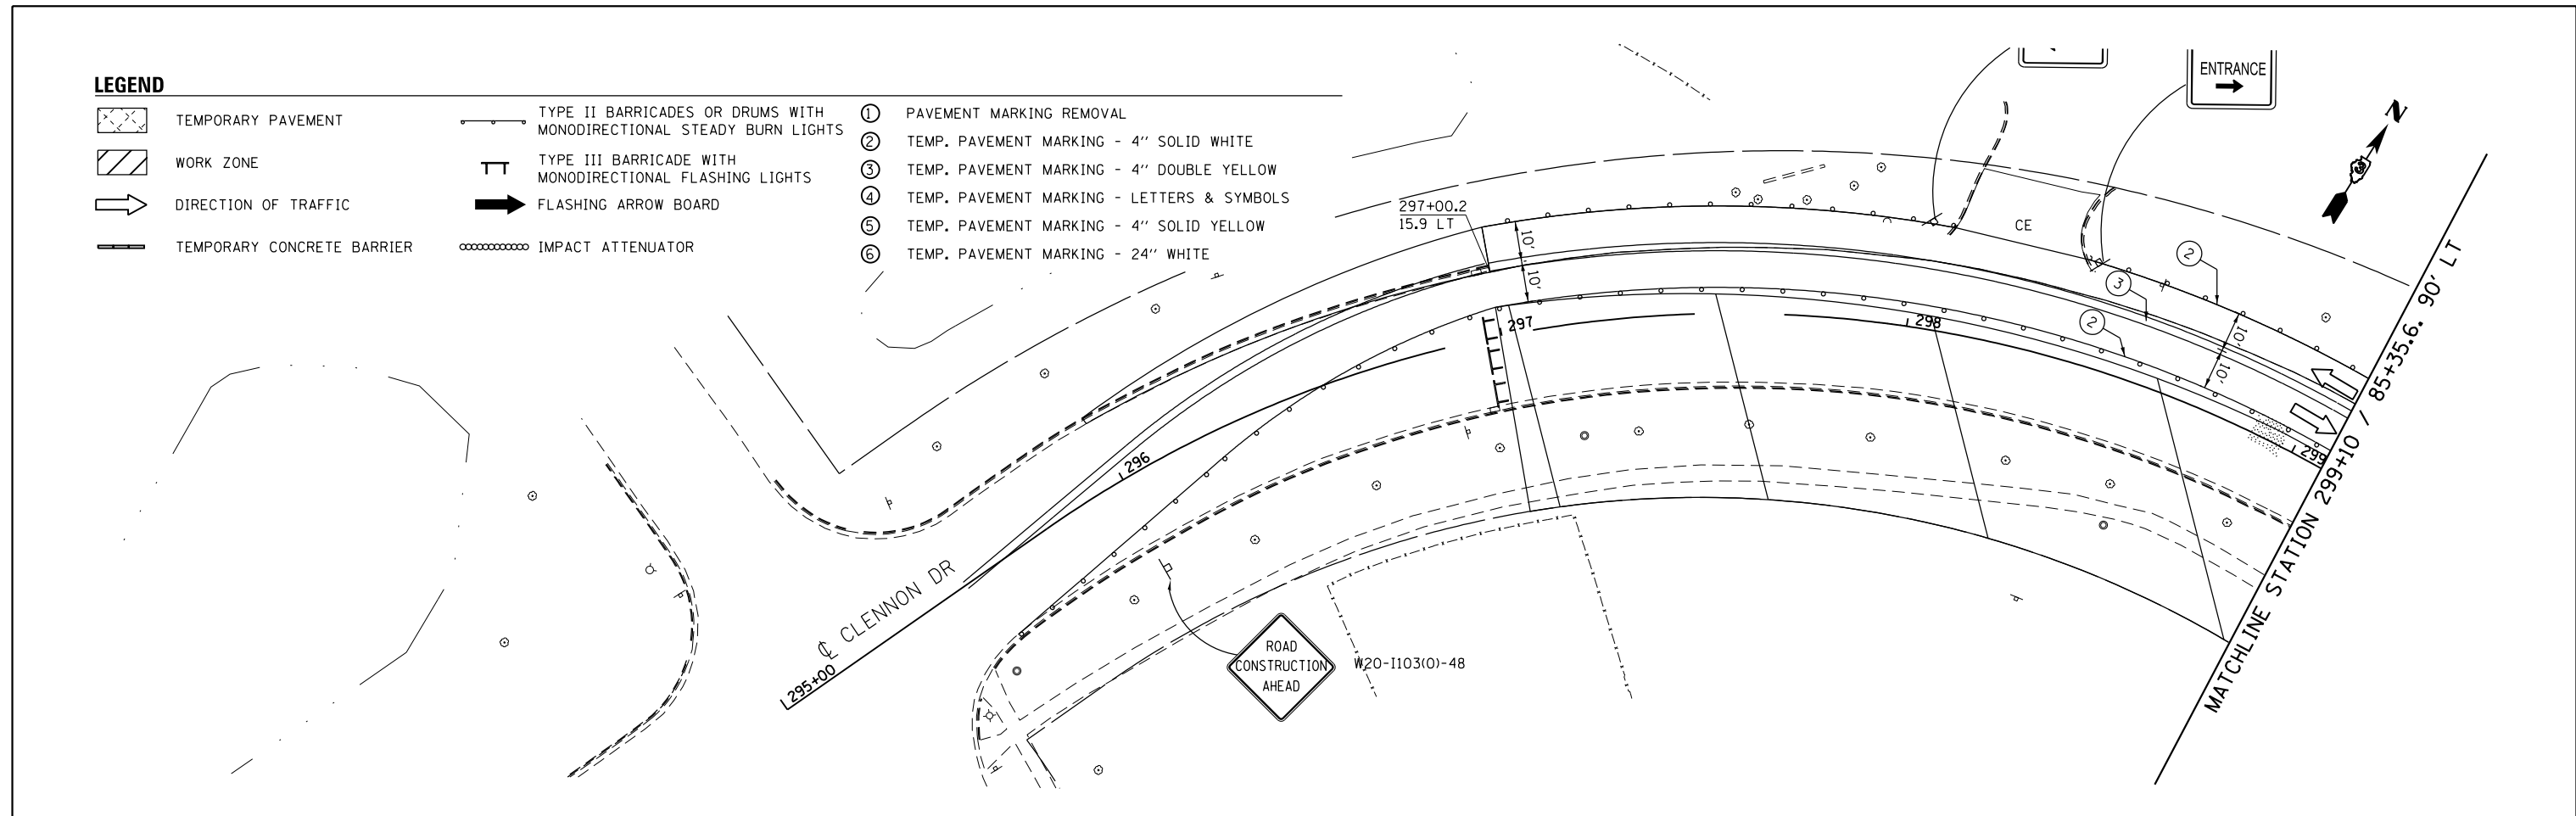 LEGEND
TEMPORARY PAVEMENT
WORK ZONE
DIRECTION OF TRAFFIC
TEMPORARY CONCRETE BARRIER
TYPE II BARRICADES OR DRUMS WITH
MONODIRECTIONAL STEADY BURN LIGHTS
TYPE III BARRICADE WITH
MONODIRECTIONAL FLASHING LIGHTS
FLASHING ARROW BOARD
IMPACT ATTENUATOR
1 PAVEMENT MARKING REMOVAL
2 TEMP. PAVEMENT MARKING - 4" SOLID WHITE
3 TEMP. PAVEMENT MARKING - 4" DOUBLE YELLOW
4 TEMP. PAVEMENT MARKING - LETTERS & SYMBOLS
5 TEMP. PAVEMENT MARKING - 4" SOLID YELLOW
6 TEMP. PAVEMENT MARKING - 24" WHITE
ENTRANCE
N
3
297+00.2
15.9 LT
10'
10'
CE
2
3
2
10'
10'
297
298
299
296
295+00
℄ CLENNON DR
ROAD
CONSTRUCTION
AHEAD
W20-I103(O)-48
MATCHLINE STATION 299+10 / 85+35.6. 90' LT